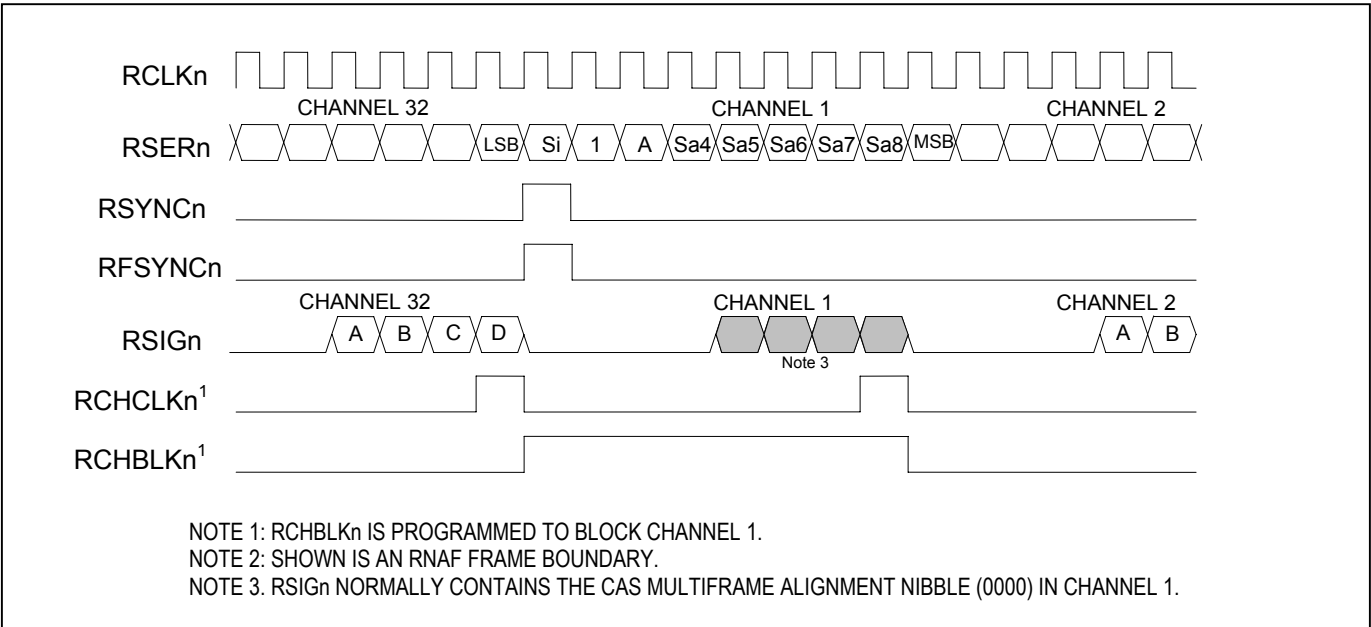 RCLKn
CHANNEL 32 CHANNEL 1 CHANNEL 2
RSERn LSB Si 1 A Sa4 Sa5 Sa6 Sa7 Sa8 MSB
RSYNCn
RFSYNCn
CHANNEL 32 CHANNEL 1 CHANNEL 2
RSIGn A B C D A B
Note 3
RCHCLKn1
RCHBLKn1
NOTE 1: RCHBLKn IS PROGRAMMED TO BLOCK CHANNEL 1.
NOTE 2: SHOWN IS AN RNAF FRAME BOUNDARY.
NOTE 3. RSIGn NORMALLY CONTAINS THE CAS MULTIFRAME ALIGNMENT NIBBLE (0000) IN CHANNEL 1.